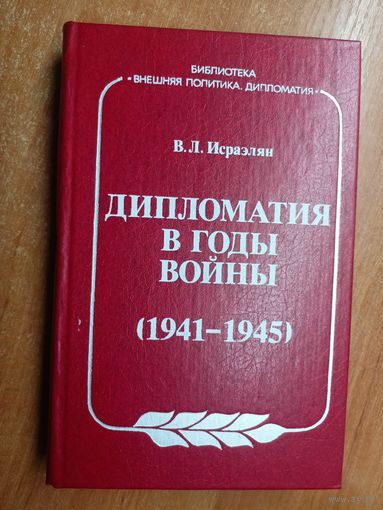 БИБЛИОТЕКА
«ВНЕШНЯЯ ПОЛИТИКА. ДИПЛОМАТИЯ»
В. Л. Исраэлян
ДИПЛОМАТИЯ
В ГОДЫ
ВОЙНЫ
(1941–1945)